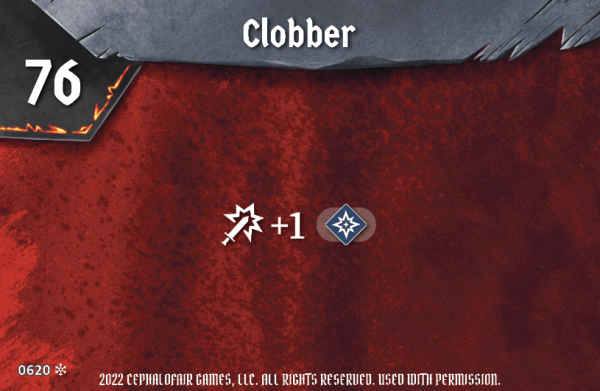 Clobber
76
+1
0620
2022 CEPHALOFAIR GAMES, LLC. ALL RIGHTS RESERVED. USED WITH PERMISSION.